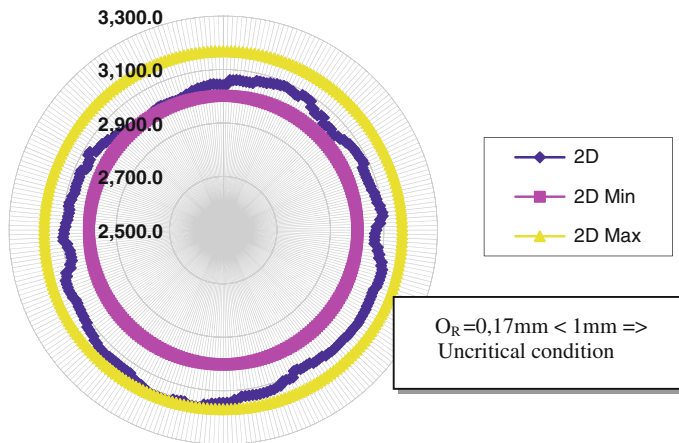 3,300.0
3,100.0
2,900.0
2,700.0
2,500.0
2D
2D Min
2D Max
O_R=0,17mm < 1mm =>
Uncritical condition